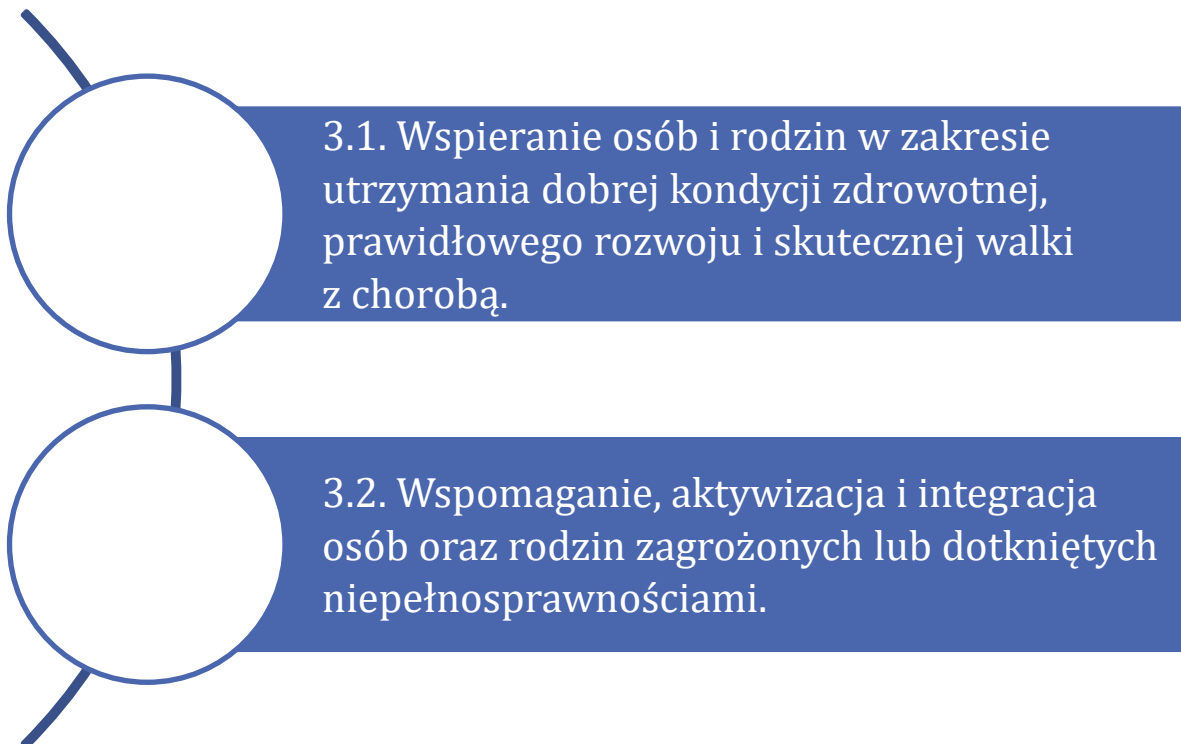 3.1. Wspieranie osób i rodzin w zakresie
utrzymania dobrej kondycji zdrowotnej,
prawidłowego rozwoju i skutecznej walki
z chorobą.
3.2. Wspomaganie, aktywizacja i integracja
osób oraz rodzin zagrożonych lub dotkniętych
niepełnosprawnościami.